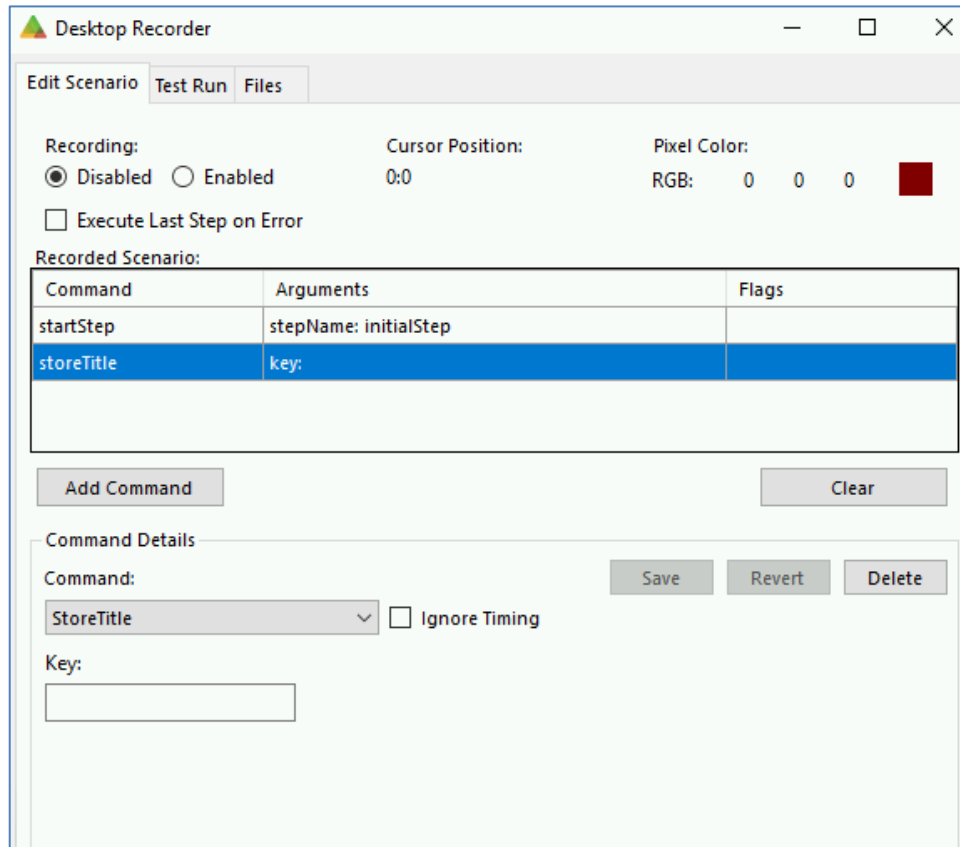 Desktop Recorder
Edit Scenario Test Run Files
Recording: Cursor Position: Pixel Color:
Disabled Enabled 0:0 RGB: 0 0 0
Execute Last Step on Error
Recorded Scenario:
Command Arguments Flags
startStep stepName: initialStep
storeTitle key:
Add Command Clear
Command Details
Command: Save Revert Delete
StoreTitle Ignore Timing
Key: